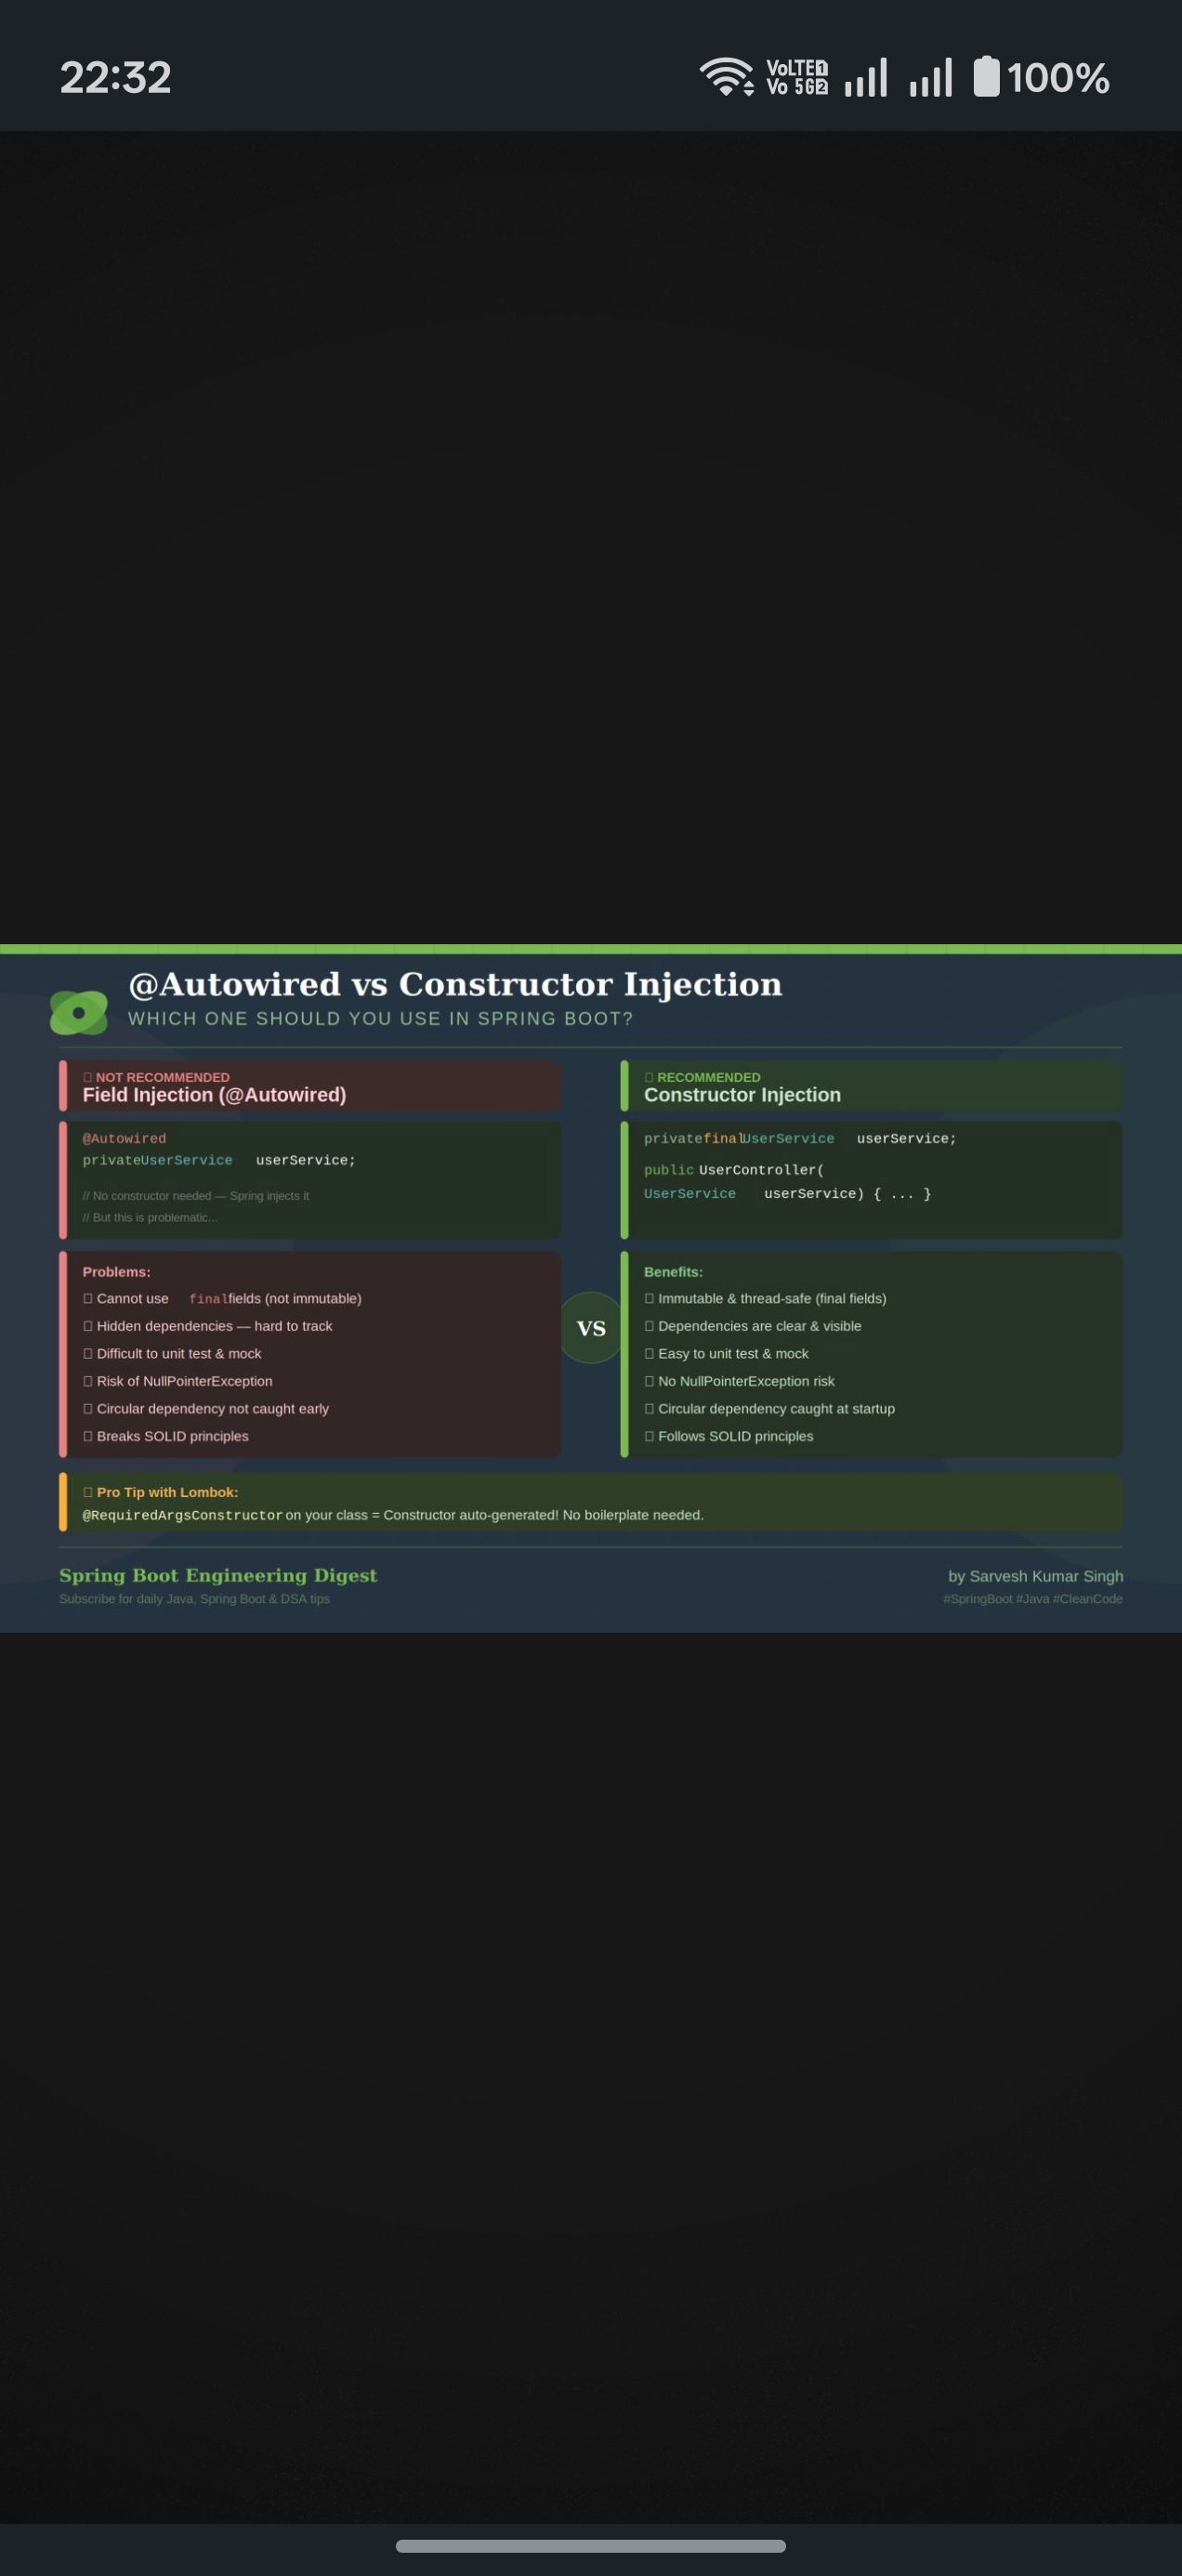 22:32
VoLTE1
Vo 5G2
100%
@Autowired vs Constructor Injection
WHICH ONE SHOULD YOU USE IN SPRING BOOT?
NOT RECOMMENDED
Field Injection (@Autowired)
@Autowired
privateUserService userService;
// No constructor needed — Spring injects it
// But this is problematic...
Problems:
Cannot use finalfields (not immutable)
Hidden dependencies — hard to track
Difficult to unit test & mock
Risk of NullPointerException
Circular dependency not caught early
Breaks SOLID principles
VS
RECOMMENDED
Constructor Injection
privatefinalUserService userService;
public UserController(
UserService userService) { ... }
Benefits:
Immutable & thread-safe (final fields)
Dependencies are clear & visible
Easy to unit test & mock
No NullPointerException risk
Circular dependency caught at startup
Follows SOLID principles
Pro Tip with Lombok:
@RequiredArgsConstructor on your class = Constructor auto-generated! No boilerplate needed.
Spring Boot Engineering Digest
Subscribe for daily Java, Spring Boot & DSA tips
by Sarvesh Kumar Singh
#SpringBoot #Java #CleanCode